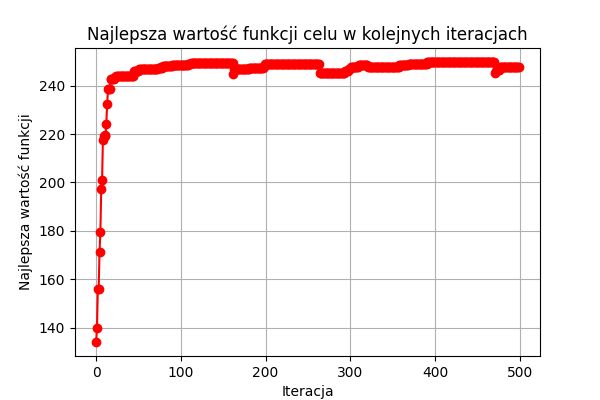 Najlepsza wartość funkcji celu w kolejnych iteracjach
Najlepsza wartość funkcji
240
220
200
180
160
140
0 100 200 300 400 500
Iteracja